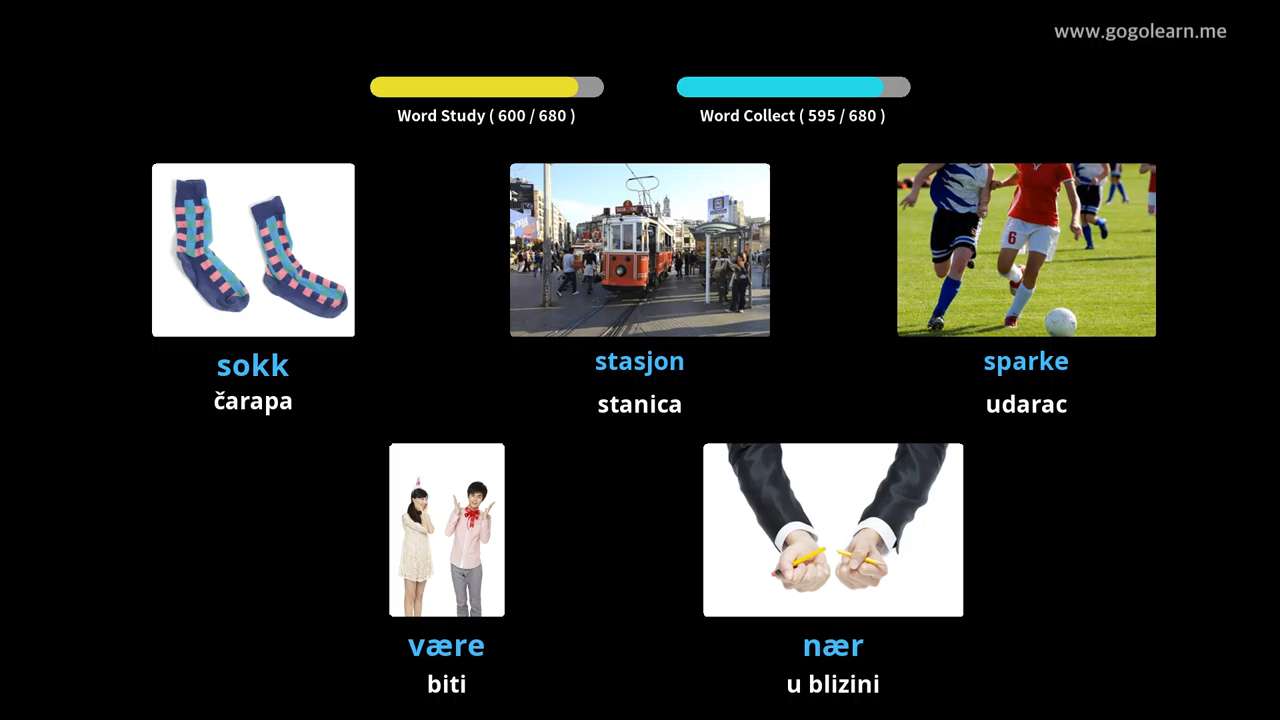 www.gogolearn.me
Word Study ( 600 / 680 )
Word Collect ( 595 / 680 )
sokk
čarapa
stasjon
stanica
6
sparke
udarac
være
biti
nær
u blizini